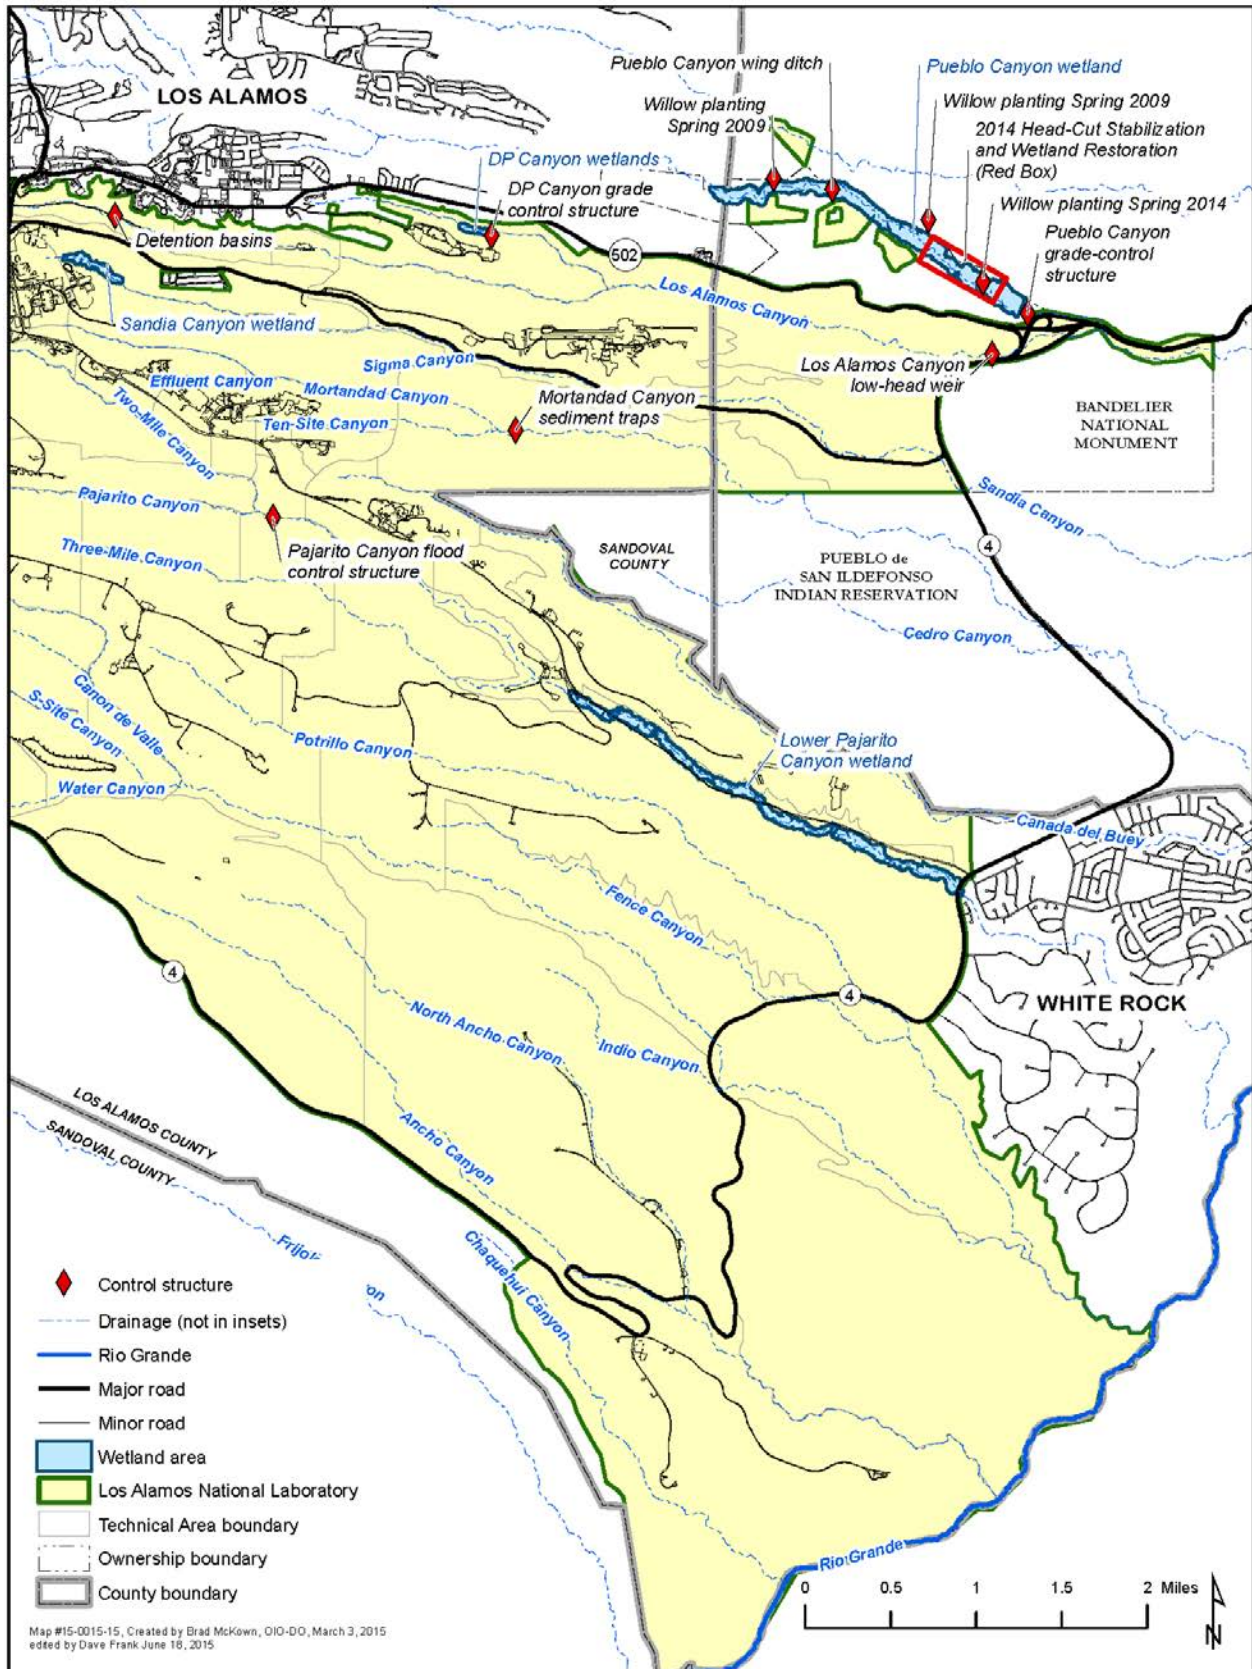 Pueblo Canyon wing ditch
Pueblo Canyon wetland
LOS ALAMOS
Willow planting
Spring 2009
Willow planting Spring 2009
2014 Head-Cut Stabilization
and Wetland Restoration
(Red Box)
DP Canyon wetlands
DP Canyon grade
control structure
Willow planting Spring 2014
Pueblo Canyon
grade-control
structure
Detention basins
502
Los Alamos Canyon
Sandia Canyon wetland
Sigma Canyon
Los Alamos Canyon
low-head weir
Effluent Canyon
Mortandad Canyon
Mortandad Canyon
sediment traps
Two-Mile Canyon
Ten-Site Canyon
BANDELIER
NATIONAL
MONUMENT
Sandia Canyon
Pajarito Canyon
Pajarito Canyon flood
control structure
Three-Mile Canyon
SANDOVAL
COUNTY
4
PUEBLO de
SAN ILDEFONSO
INDIAN RESERVATION
Cedro Canyon
Canon de Valle
S-Site Canyon
Water Canyon
Potrillo Canyon
Lower Pajarito
Canyon wetland
Canada del Buey
Fence Canyon
4
4
WHITE ROCK
North Ancho Canyon
Indio Canyon
LOS ALAMOS COUNTY
SANDOVAL COUNTY
Ancho Canyon
Chaquehui Canyon
Control structure
Drainage (not in insets)
Rio Grande
Major road
Minor road
Wetland area
Los Alamos National Laboratory
Technical Area boundary
Ownership boundary
County boundary
Rio Grande
0 0.5 1 1.5 2 Miles
N
Map #15-0015-15, Created by Brad McKown, OIO-DO, March 3, 2015
edited by Dave Frank June 18, 2015